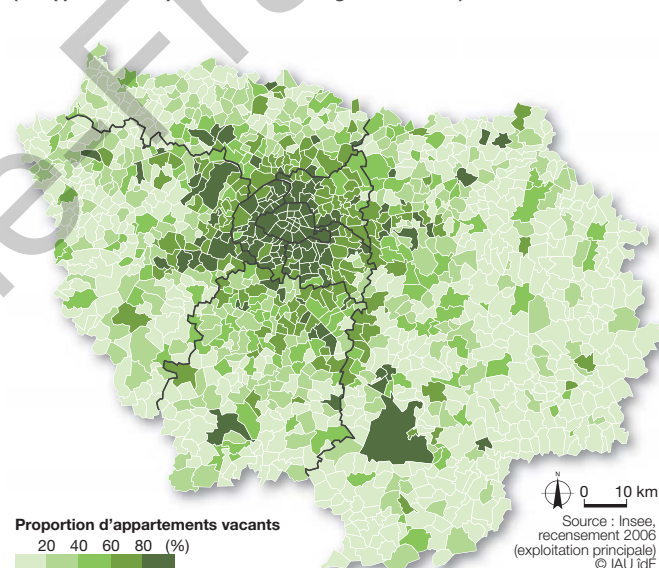 N
0 10 km
Source : Insee,
recensement 2006
(exploitation principale)
© IAU îdF
Proportion d'appartements vacants
20 40 60 80 (%)